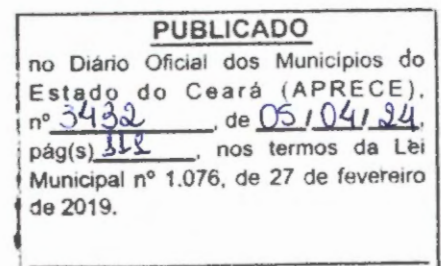 PUBLICADO
no Diário Oficial dos Municípios do
Estado do Ceará (APRECE),
nº 3432, de 05/04/24,
pág(s), nos termos da Lei
Municipal nº 1.076, de 27 de fevereiro
de 2019.